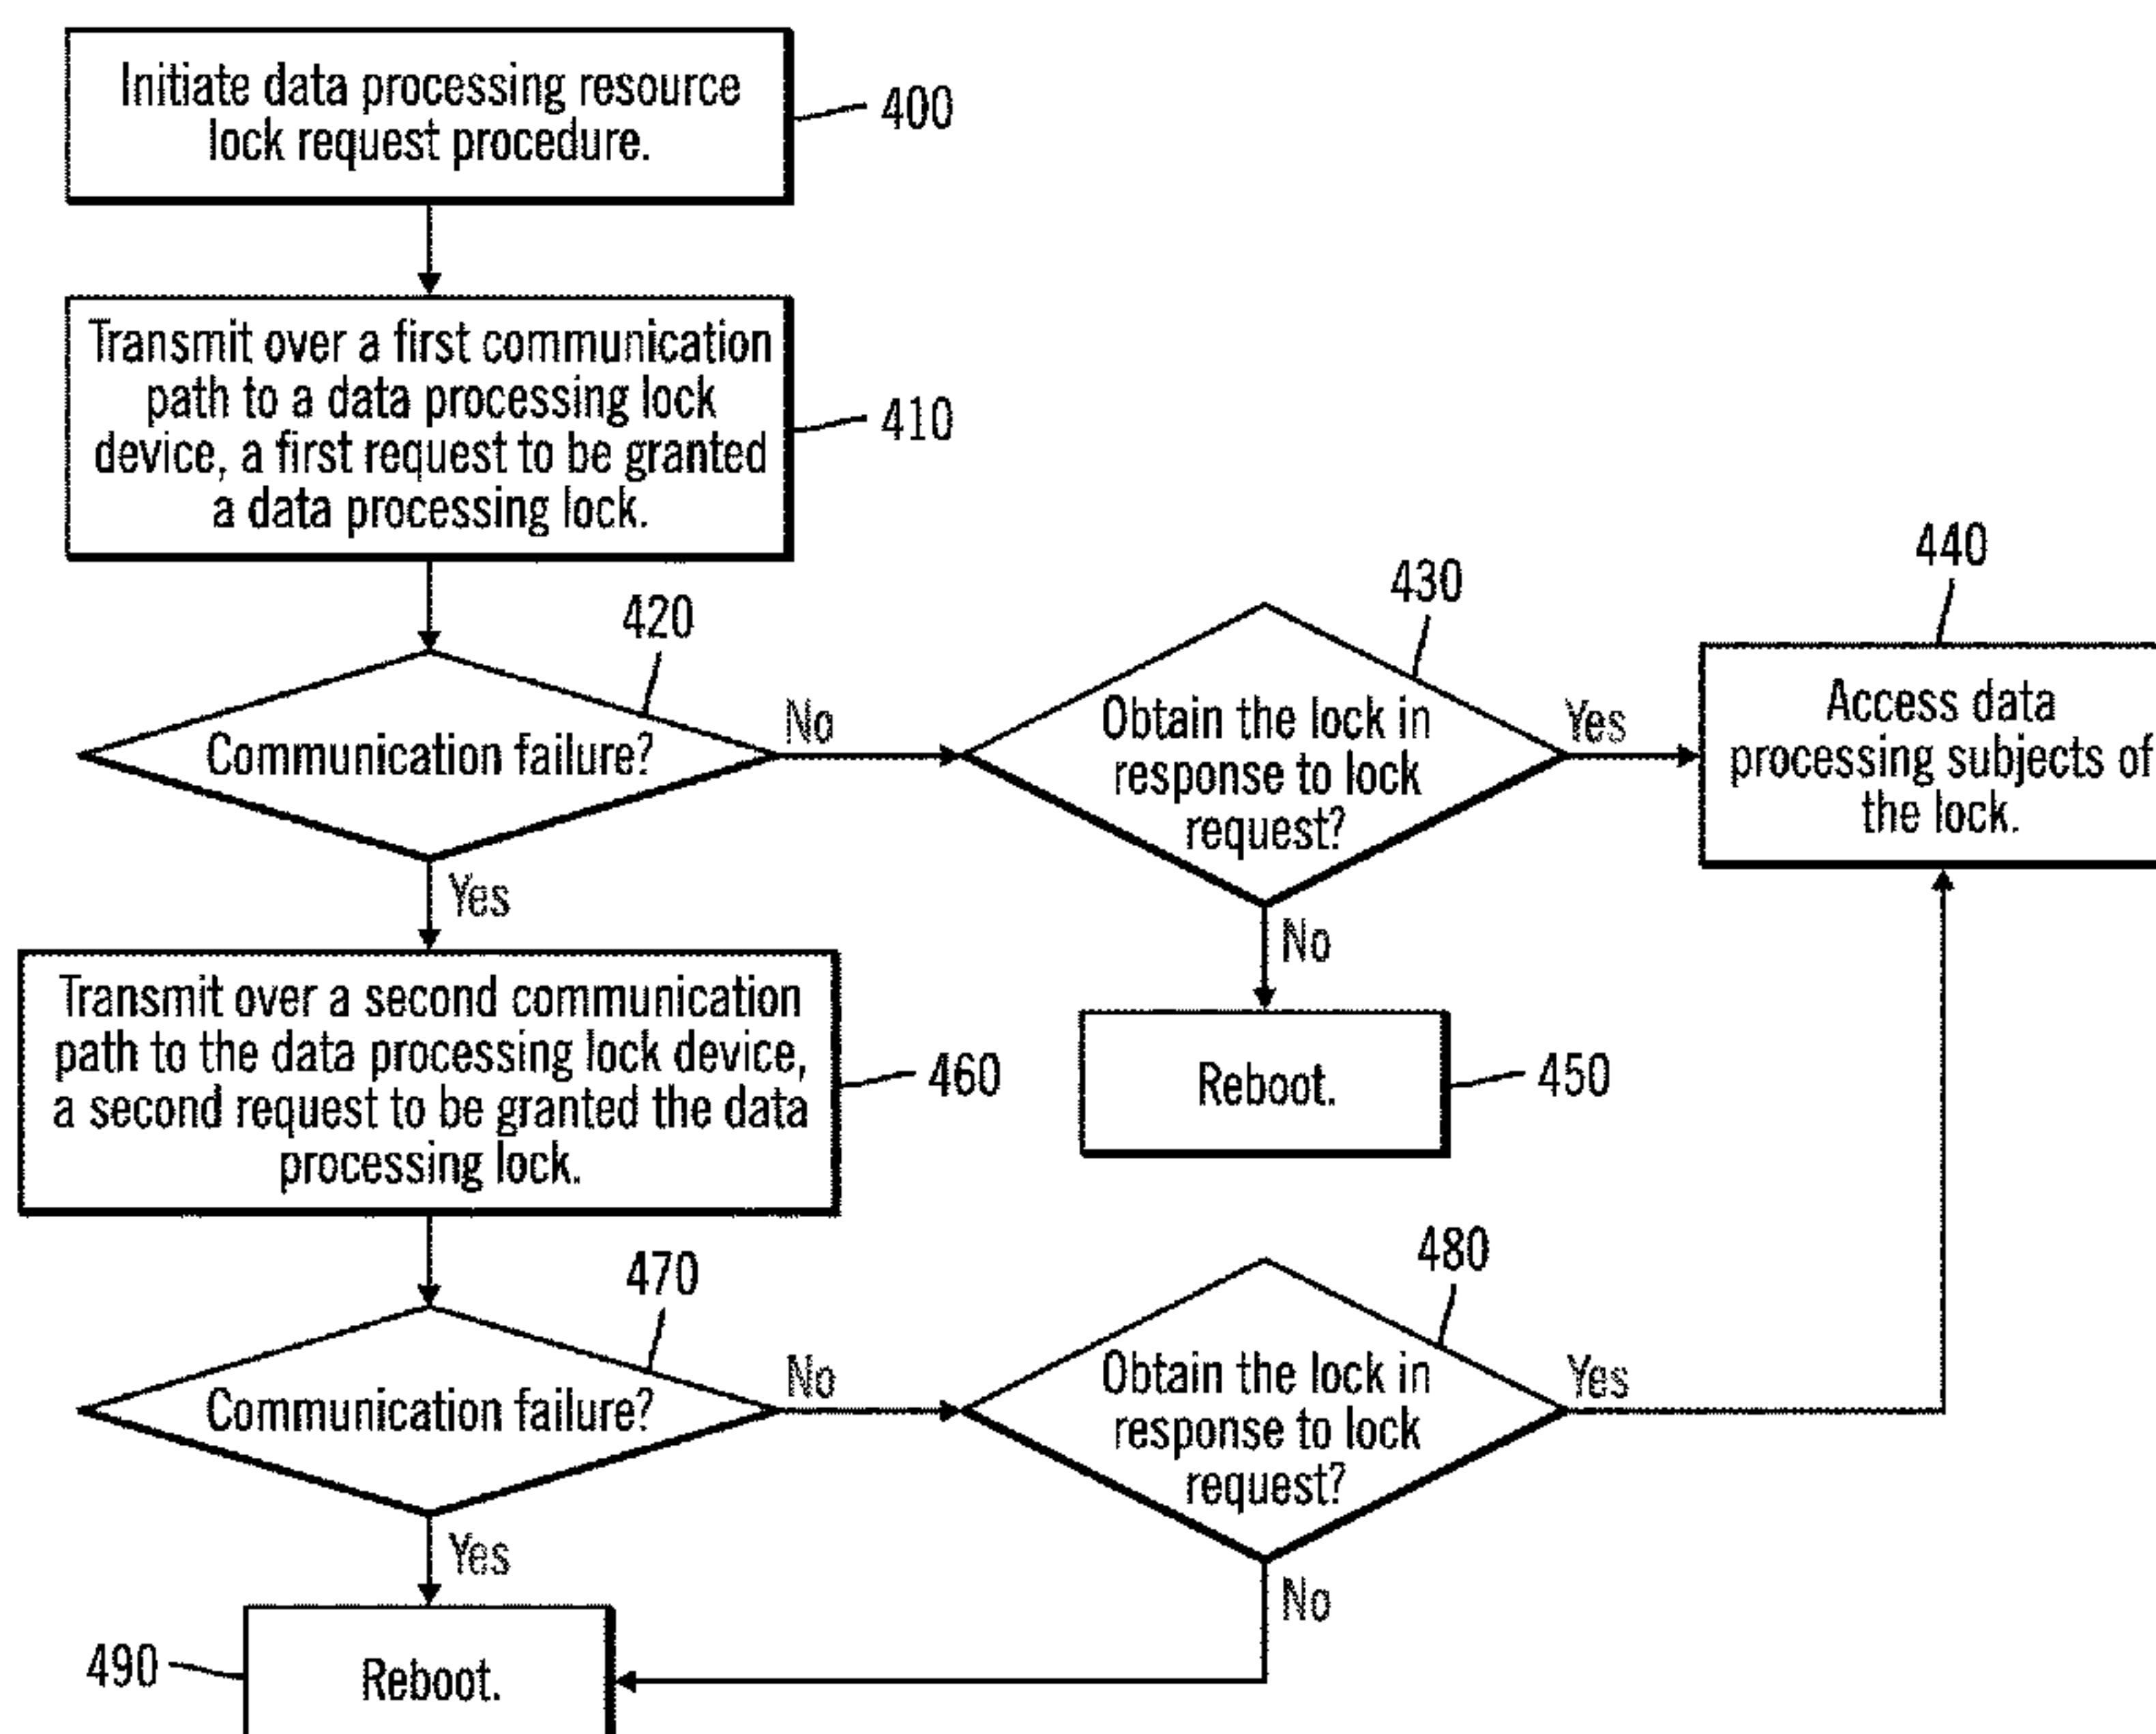 Initiate data processing resource
lock request procedure.
400
Transmit over a first communication
path to a data processing lock
device, a first request to be granted
a data processing lock.
410
420
Communication failure?
No
Yes
430
Obtain the lock in
response to lock
request?
Yes
No
440
Access data
processing subjects of
the lock.
Reboot.
450
Transmit over a second communication
path to the data processing lock device,
a second request to be granted the data
processing lock.
460
470
Communication failure?
No
Yes
480
Obtain the lock in
response to lock
request?
Yes
No
490
Reboot.